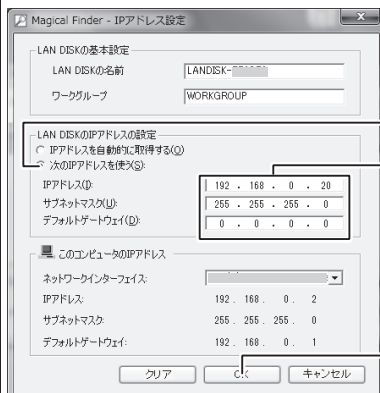 Magical Finder - IPアドレス設定
LAN DISKの基本設定
LAN DISKの名前 LANDISK-
ワークグループ WORKGROUP
LAN DISKのIPアドレスの設定
IPアドレスを自動的に取得する(O)
次のIPアドレスを使う(S):
IPアドレス(I): 192 . 168 . 0 . 20
サブネットマスク(U): 255 . 255 . 255 . 0
デフォルトゲートウェイ(D): 0 . 0 . 0 . 0
このコンピュータのIPアドレス
ネットワークインターフェイス:
IPアドレス: 192 . 168 . 0 . 2
サブネットマスク: 255 . 255 . 255 . 0
デフォルトゲートウェイ: 192 . 168 . 0 . 1
クリア OK キャンセル